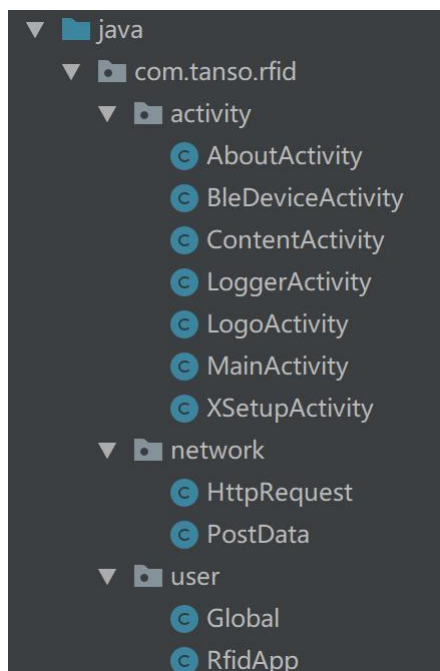 java
com.tanso.rfid
activity
AboutActivity
BleDeviceActivity
ContentActivity
LoggerActivity
LogoActivity
MainActivity
XSetupActivity
network
HttpRequest
PostData
user
Global
RfidApp